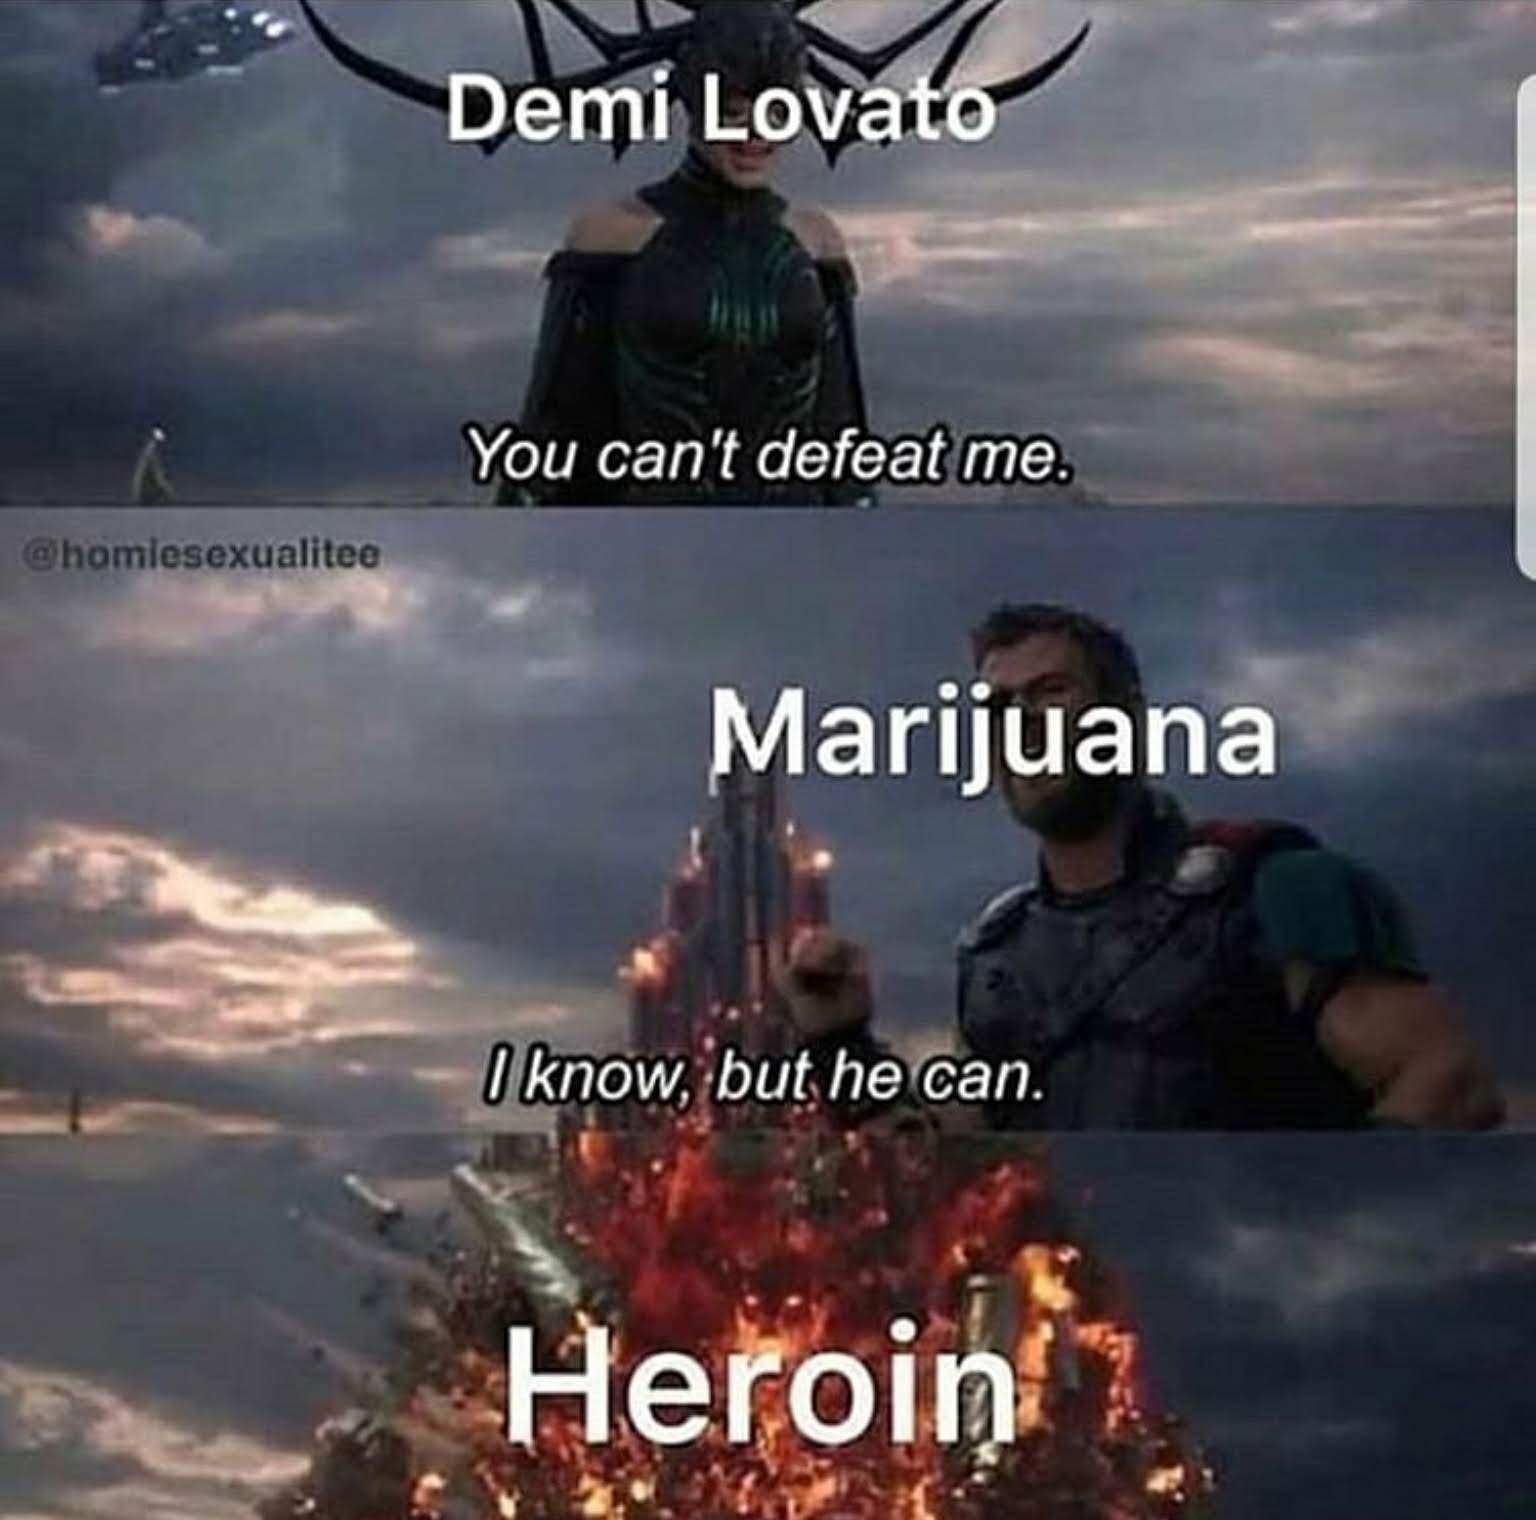 Demi Lovato
You can't defeat me.
@homiesexualitee
Marijuana
I know, but he can.
Heroin